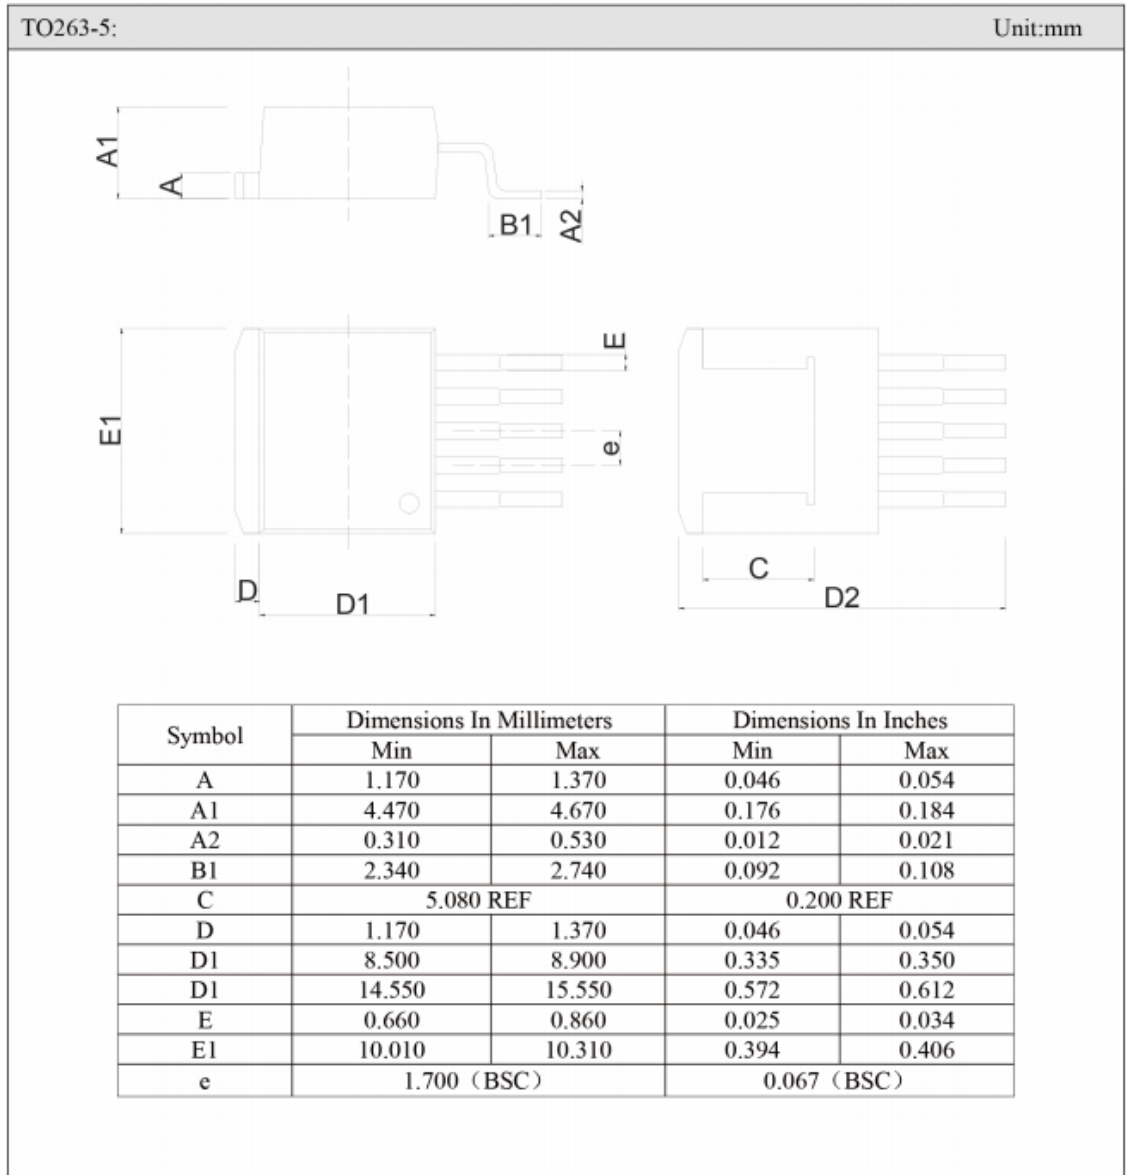 TO263-5: Unit:mm
A1
A
B1
A2
E
E1
e
D
D1
C
D2
Symbol Dimensions In Millimeters Dimensions In Inches
Min Max Min Max
A 1.170 1.370 0.046 0.054
A1 4.470 4.670 0.176 0.184
A2 0.310 0.530 0.012 0.021
B1 2.340 2.740 0.092 0.108
C 5.080 REF 0.200 REF
D 1.170 1.370 0.046 0.054
D1 8.500 8.900 0.335 0.350
D1 14.550 15.550 0.572 0.612
E 0.660 0.860 0.025 0.034
E1 10.010 10.310 0.394 0.406
e 1.700（BSC） 0.067（BSC）